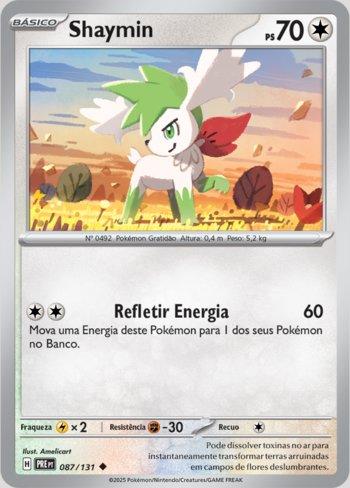 BÁSICO
Shaymin
PS 70
Nº 0492 Pokémon Gratidão Altura: 0,4 m Peso: 5,2 kg
Refletir Energia 60
Mova uma Energia deste Pokémon para 1 dos seus Pokémon
no Banco.
Fraqueza ×2 Resistência -30 Recuo
Ilust. Amelicart
H PRE PT 087/131
Pode dissolver toxinas no ar para
instantaneamente transformar terras arruinadas
em campos de flores deslumbrantes.
©2025 Pokémon/Nintendo/Creatures/GAME FREAK